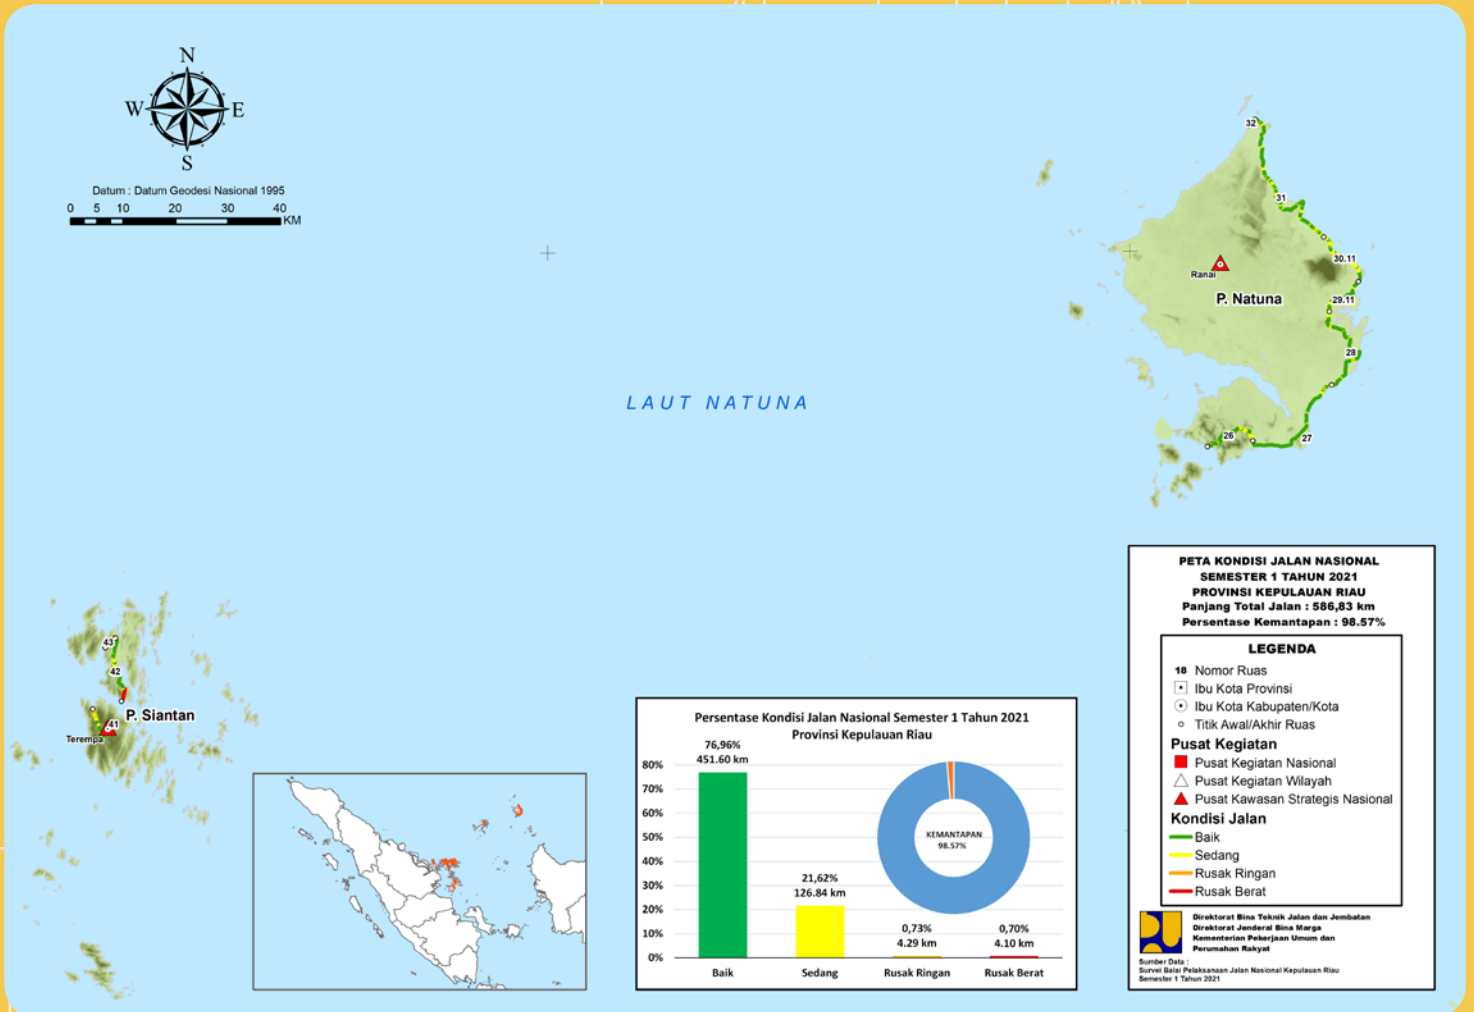 N
W E
S
Datum : Datum Geodesi Nasional 1995
0 5 10 20 30 40
KM
32
31
30.11
Ranai
P. Natuna
29.11
28
LAUT NATUNA
26
27
43
42
P. Siantan
41
Terempa
Persentase Kondisi Jalan Nasional Semester 1 Tahun 2021
Provinsi Kepulauan Riau
76,96%
451.60 km
80%
70%
60%
50%
40%
30%
20%
10%
0%
KEMANTAPAN
98.57%
21,62%
126.84 km
0,73%
4.29 km
0,70%
4.10 km
Baik Sedang Rusak Ringan Rusak Berat
PETA KONDISI JALAN NASIONAL
SEMESTER 1 TAHUN 2021
PROVINSI KEPULAUAN RIAU
Panjang Total Jalan : 586,83 km
Persentase Kemantapan : 98.57%
LEGENDA
18 Nomor Ruas
Ibu Kota Provinsi
Ibu Kota Kabupaten/Kota
Titik Awal/Akhir Ruas
Pusat Kegiatan
Pusat Kegiatan Nasional
Pusat Kegiatan Wilayah
Pusat Kawasan Strategis Nasional
Kondisi Jalan
Baik
Sedang
Rusak Ringan
Rusak Berat
Direktorat Bina Teknik Jalan dan Jembatan
Direktorat Jenderal Bina Marga
Kementerian Pekerjaan Umum dan
Perumahan Rakyat
Sumber Data :
Survei Balai Pelaksanaan Jalan Nasional Kepulauan Riau
Semester 1 Tahun 2021